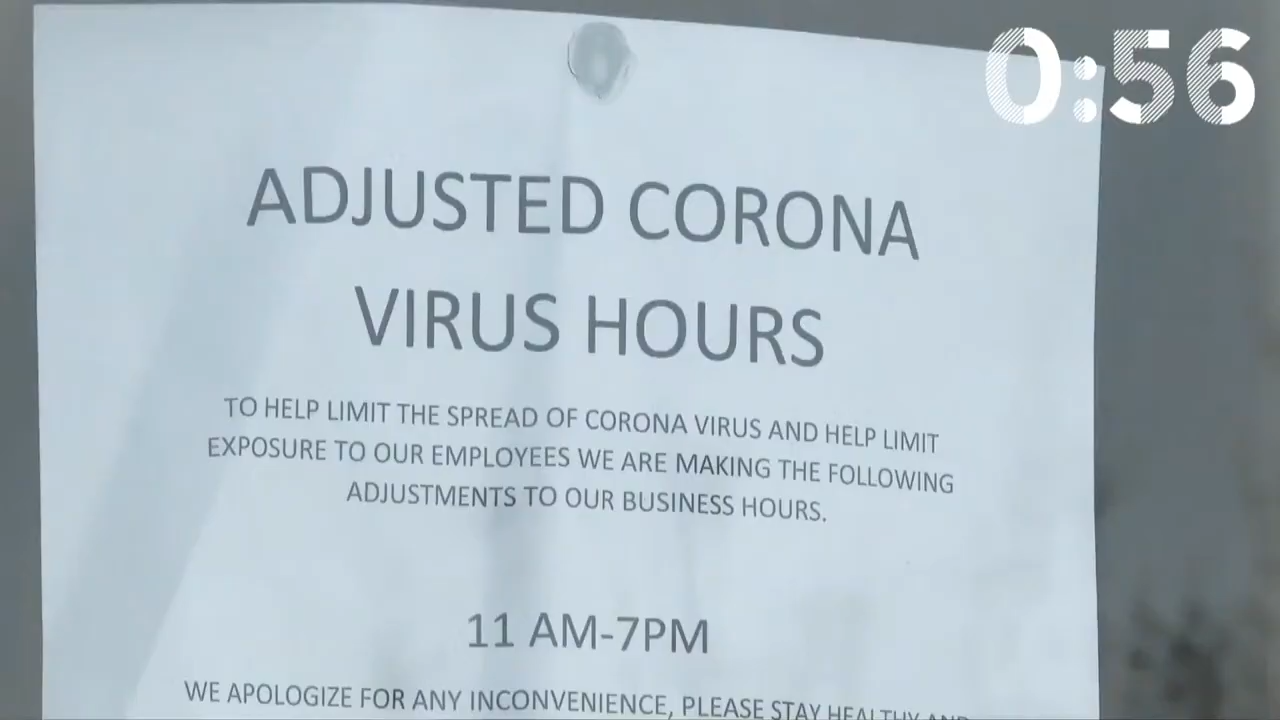 0:56
ADJUSTED CORONA
VIRUS HOURS
TO HELP LIMIT THE SPREAD OF CORONA VIRUS AND HELP LIMIT
EXPOSURE TO OUR EMPLOYEES WE ARE MAKING THE FOLLOWING
ADJUSTMENTS TO OUR BUSINESS HOURS.
11 AM-7PM
WE APOLOGIZE FOR ANY INCONVENIENCE, PLEASE STAY HEALTHY AND